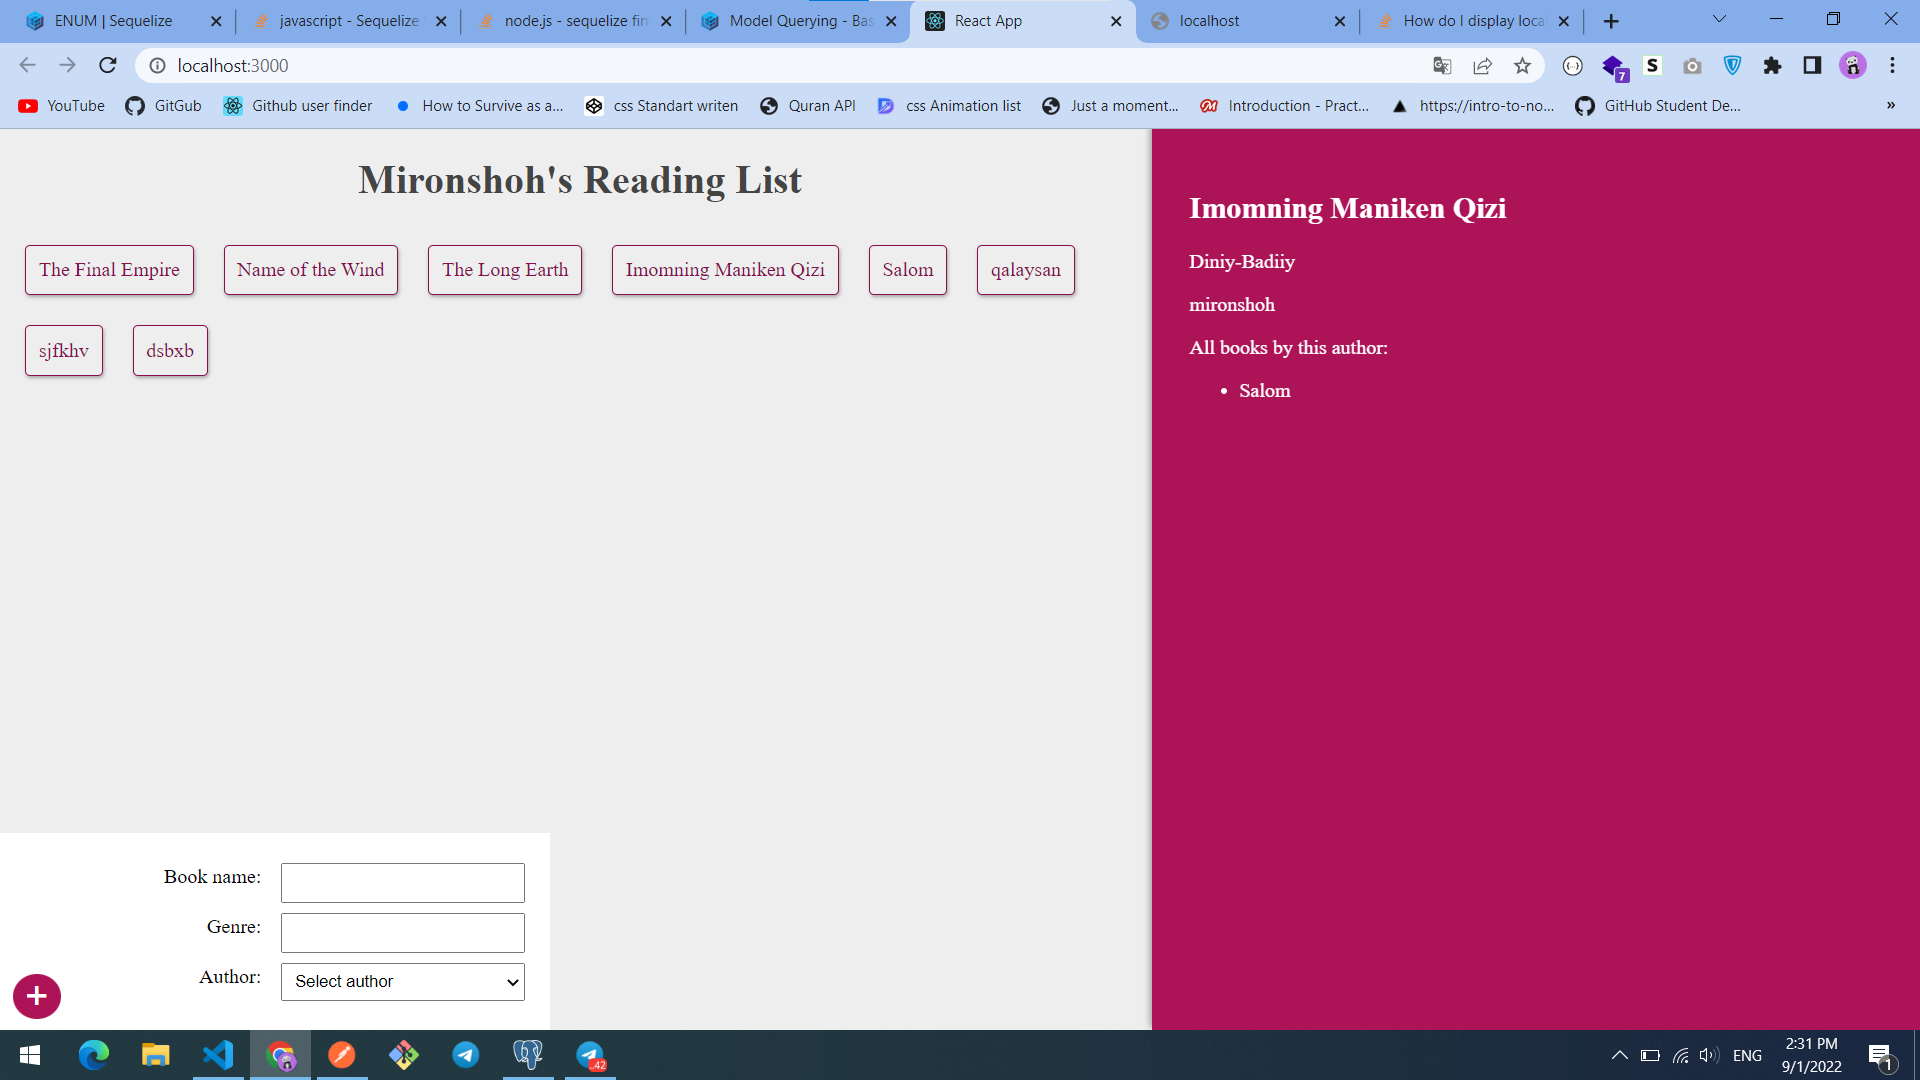 ENUM | Sequelize
javascript - Sequelize
node.js - sequelize fin
Model Querying - Bas
React App
localhost
How do I display loca
localhost:3000
7
S
YouTube
GitGub
Github user finder
How to Survive as a...
css Standart writen
Quran API
css Animation list
Just a moment...
Introduction - Pract...
https://intro-to-no...
GitHub Student De...
»
Mironshoh's Reading List
The Final Empire
Name of the Wind
The Long Earth
Imomning Maniken Qizi
Salom
qalaysan
sjfkhv
dsbxb
Imomning Maniken Qizi
Diniy-Badiiy
mironshoh
All books by this author:
• Salom
Book name:
Genre:
Author:
Select author
+
..42
ENG
2:31 PM
9/1/2022
1